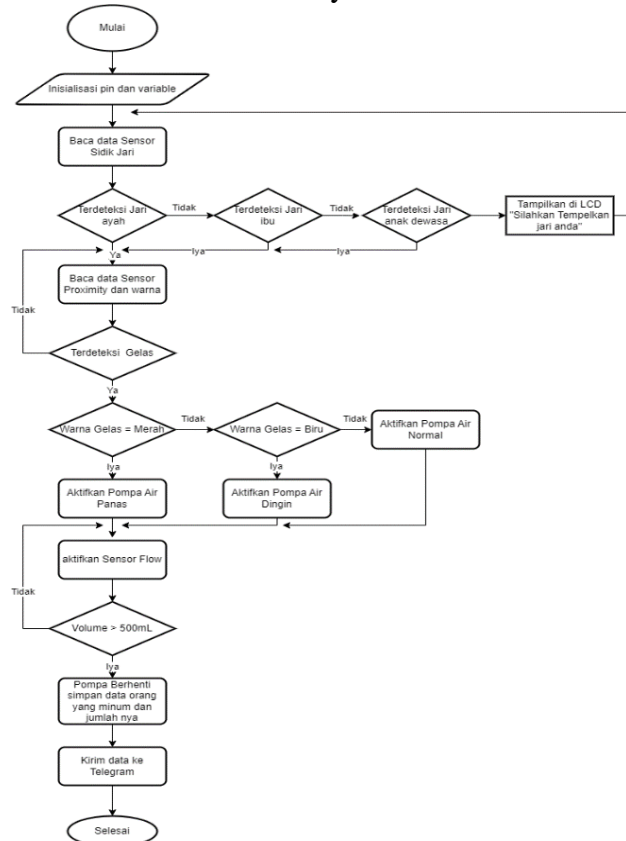 Mulai
Inisialisasi pin dan variable
Baca data Sensor
Sidik Jari
Terdeteksi Jari
ayah
Tidak
Terdeteksi Jari
ibu
Tidak
Terdeteksi Jari
anak dewasa
Tampilkan di LCD
"Silahkan Tempelkan
jari anda"
Ya
Iya
Iya
Baca data Sensor
Proximity dan warna
Tidak
Terdeteksi Gelas
Ya
Warna Gelas = Merah
Tidak
Warna Gelas = Biru
Tidak
Aktifkan Pompa Air
Normal
Iya
Iya
Aktifkan Pompa Air
Panas
Aktifkan Pompa Air
Dingin
aktifkan Sensor Flow
Tidak
Volume > 500mL
Iya
Pompa Berhenti
simpan data orang
yang minum dan
jumlah nya
Kirim data ke
Telegram
Selesai